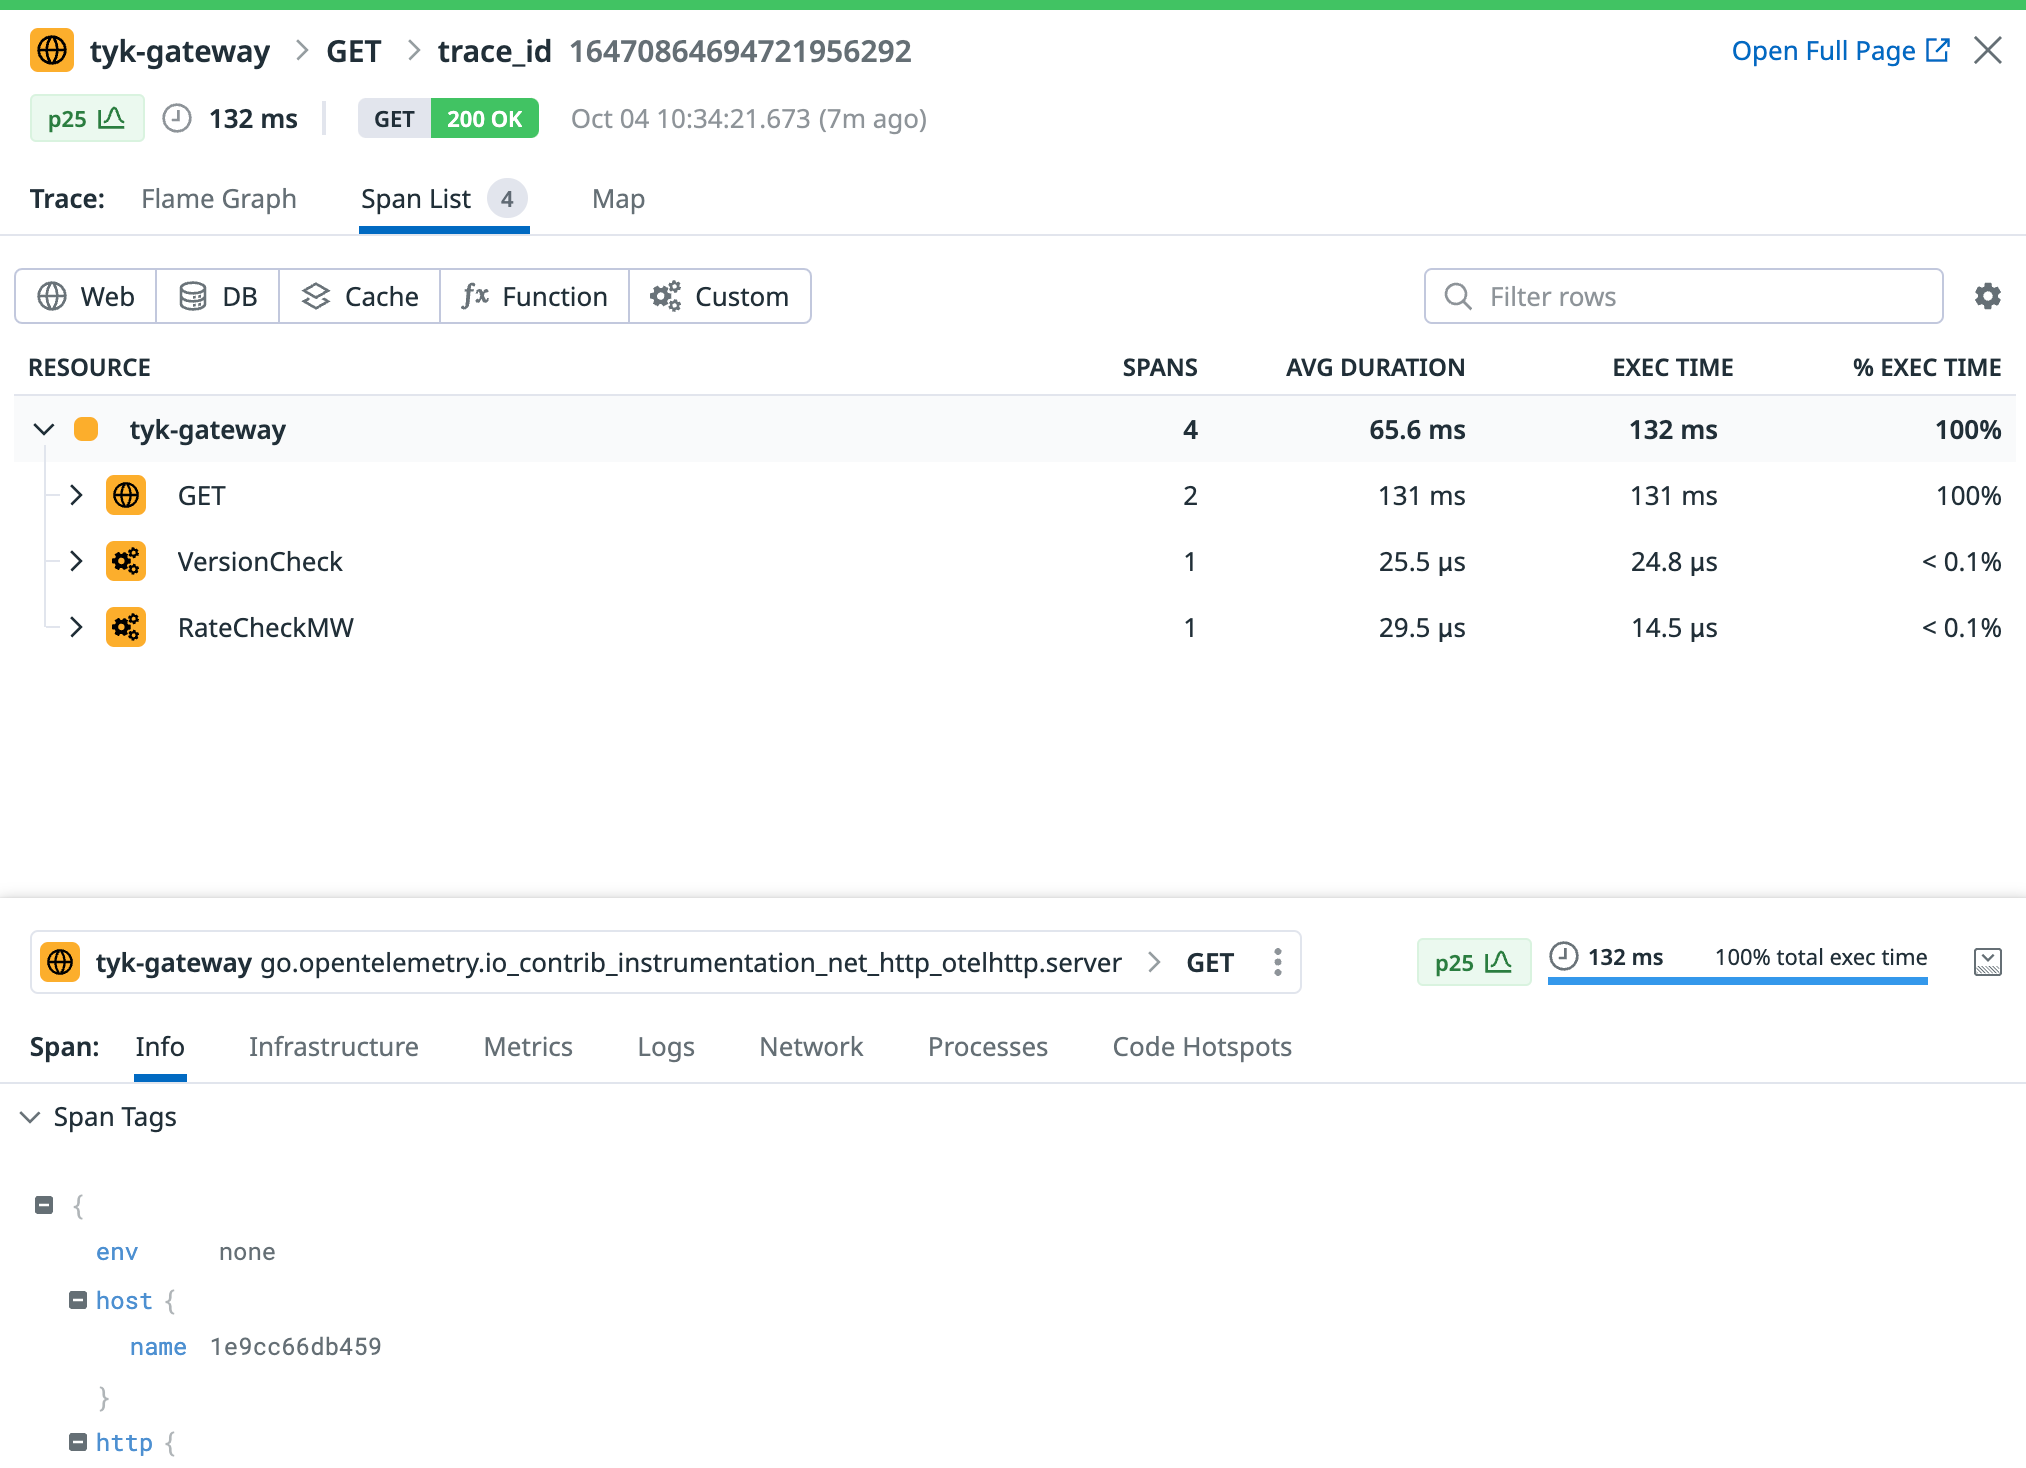 tyk-gateway > GET > trace_id 16470864694721956292 Open Full Page
p25 132 ms GET 200 OK Oct 04 10:34:21.673 (7m ago)
Trace: Flame Graph Span List 4 Map
Web DB Cache fx Function Custom Filter rows
RESOURCE SPANS AVG DURATION EXEC TIME % EXEC TIME
tyk-gateway 4 65.6 ms 132 ms 100%
GET 2 131 ms 131 ms 100%
VersionCheck 1 25.5 µs 24.8 µs < 0.1%
RateCheckMW 1 29.5 µs 14.5 µs < 0.1%
tyk-gateway go.opentelemetry.io_contrib_instrumentation_net_http_otelhttp.server > GET p25 132 ms 100% total exec time
Span: Info Infrastructure Metrics Logs Network Processes Code Hotspots
Span Tags
{
env none
host {
name 1e9cc66db459
}
http {